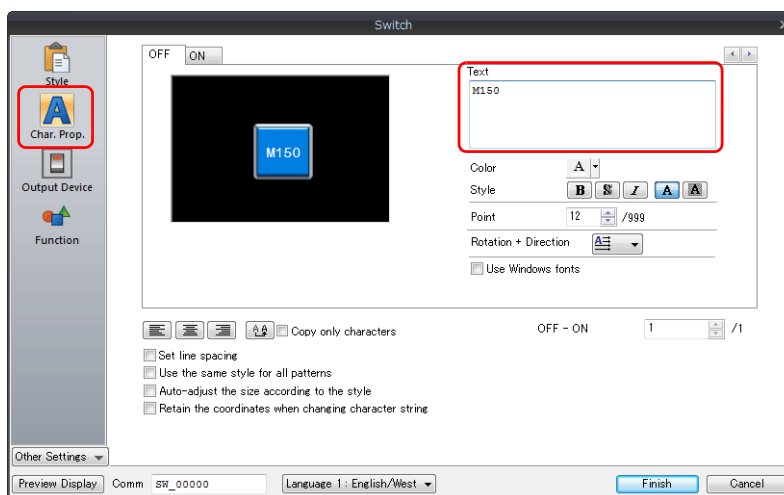 Switch
Style
Char. Prop.
Output Device
Function
OFF ON
M150
Text
M150
Color A
Style B S I A A
Point 12 /999
Rotation + Direction A
Use Windows fonts
Copy only characters
OFF - ON 1 /1
Set line spacing
Use the same style for all patterns
Auto-adjust the size according to the style
Retain the coordinates when changing character string
Other Settings
Preview Display Comm SW_00000 Language 1 : English/West Finish Cancel